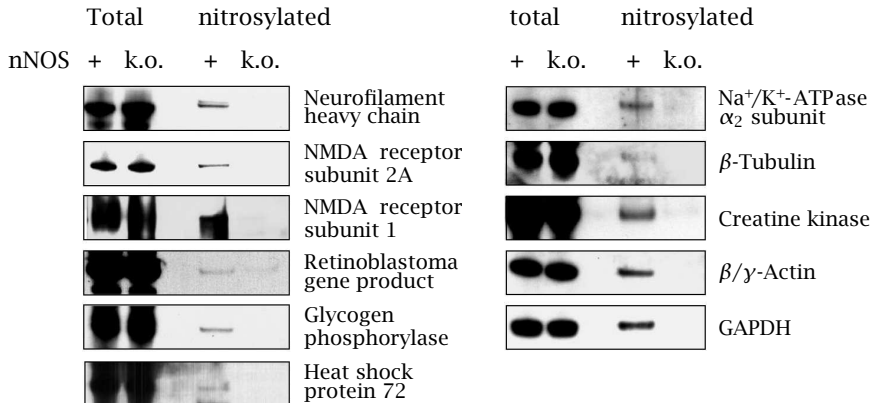 Total nitrosylated
nNOS + k.o. + k.o.
Neurofilament
heavy chain
NMDA receptor
subunit 2A
NMDA receptor
subunit 1
Retinoblastoma
gene product
Glycogen
phosphorylase
Heat shock
protein 72
total nitrosylated
+ k.o. + k.o.
Na⁺/K⁺-ATPase
α₂ subunit
β-Tubulin
Creatine kinase
β/γ-Actin
GAPDH